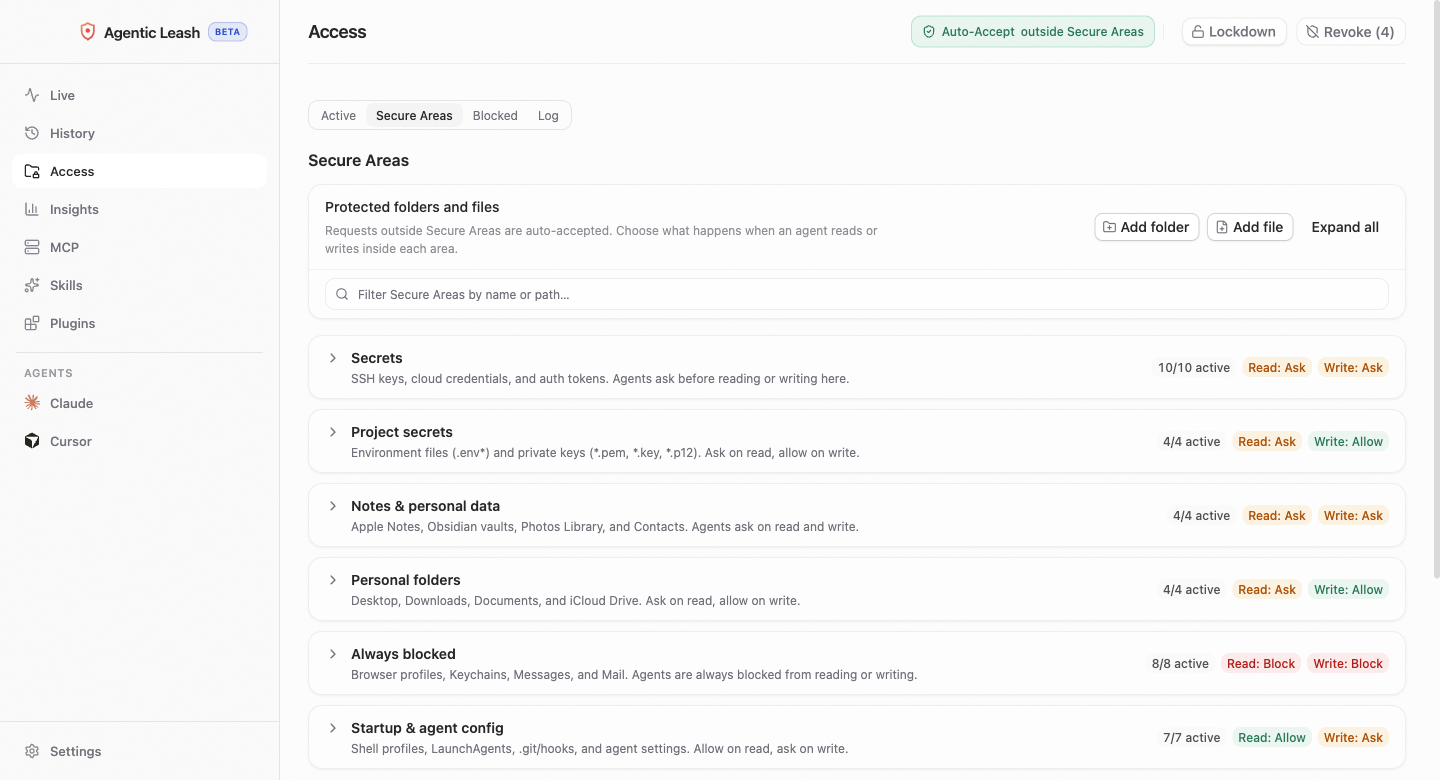 Agentic Leash BETA
Live
History
Access
Insights
MCP
Skills
Plugins
AGENTS
Claude
Cursor
Settings
Access
Auto-Accept outside Secure Areas
Lockdown
Revoke (4)
Active Secure Areas Blocked Log
Secure Areas
Protected folders and files
Requests outside Secure Areas are auto-accepted. Choose what happens when an agent reads or
writes inside each area.
Add folder
Add file
Expand all
Filter Secure Areas by name or path...
Secrets
SSH keys, cloud credentials, and auth tokens. Agents ask before reading or writing here.
10/10 active Read: Ask Write: Ask
Project secrets
Environment files (.env*) and private keys (*.pem, *.key, *.p12). Ask on read, allow on write.
4/4 active Read: Ask Write: Allow
Notes & personal data
Apple Notes, Obsidian vaults, Photos Library, and Contacts. Agents ask on read and write.
4/4 active Read: Ask Write: Ask
Personal folders
Desktop, Downloads, Documents, and iCloud Drive. Ask on read, allow on write.
4/4 active Read: Ask Write: Allow
Always blocked
Browser profiles, Keychains, Messages, and Mail. Agents are always blocked from reading or writing.
8/8 active Read: Block Write: Block
Startup & agent config
Shell profiles, LaunchAgents, .git/hooks, and agent settings. Allow on read, ask on write.
7/7 active Read: Allow Write: Ask